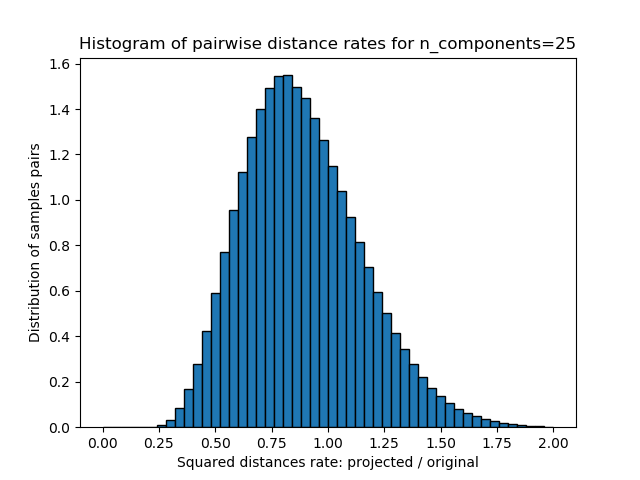 Histogram of pairwise distance rates for n_components=25
1.6
1.4
1.2
1.0
0.8
0.6
0.4
0.2
0.0
Distribution of samples pairs
0.00 0.25 0.50 0.75 1.00 1.25 1.50 1.75 2.00
Squared distances rate: projected / original